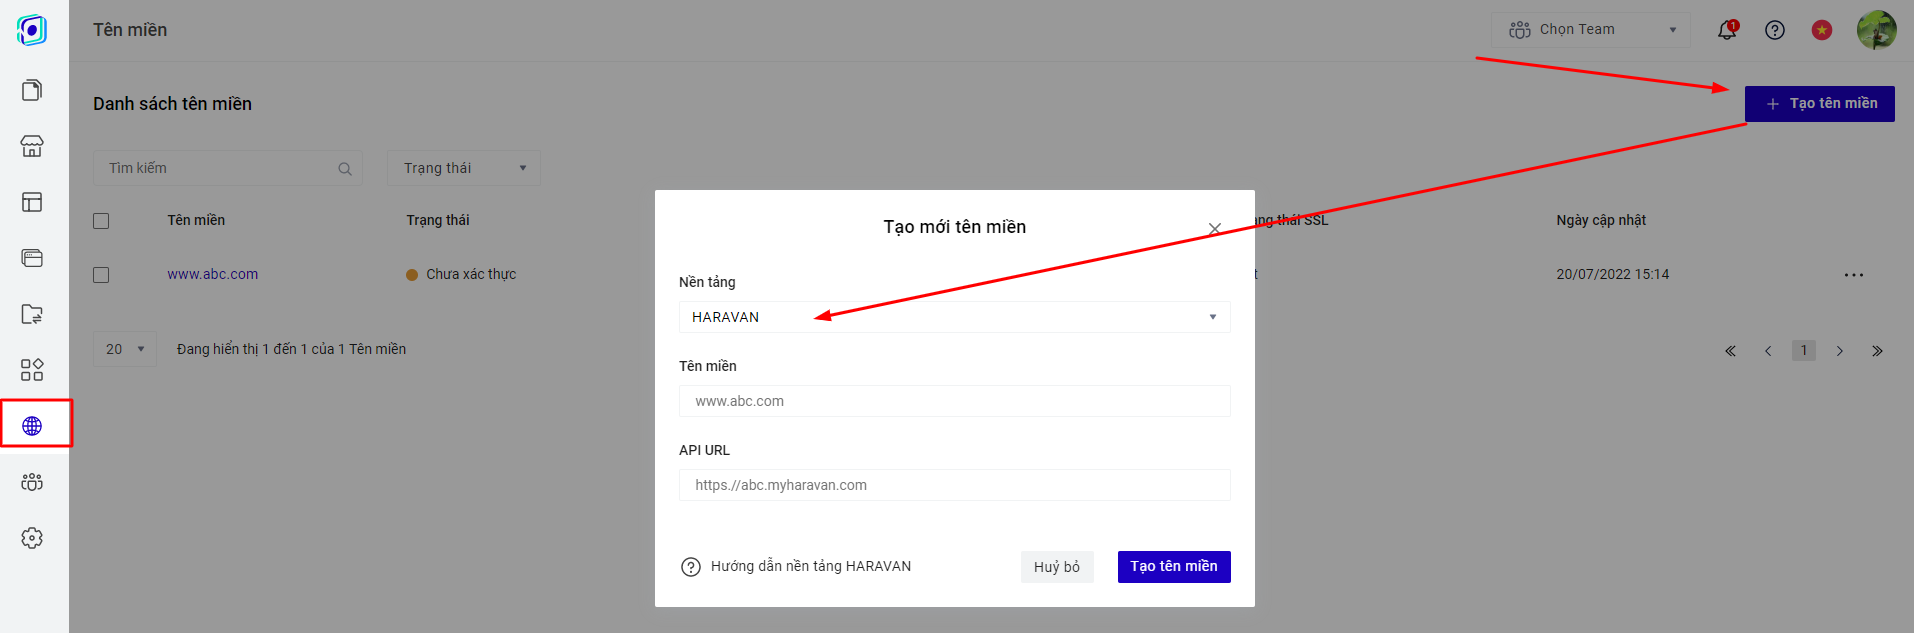 Tên miền
Chọn Team
1
Danh sách tên miền
Tạo tên miền
Tìm kiếm
Trạng thái
Tên miền
Trạng thái
ạng thái SSL
Ngày cập nhật
www.abc.com
Chưa xác thực
t
20/07/2022 15:14
20
Đang hiển thị 1 đến 1 của 1 Tên miền
1
Tạo mới tên miền
Nền tảng
HARAVAN
Tên miền
www.abc.com
API URL
https://abc.myharavan.com
Hướng dẫn nền tảng HARAVAN
Huỷ bỏ
Tạo tên miền